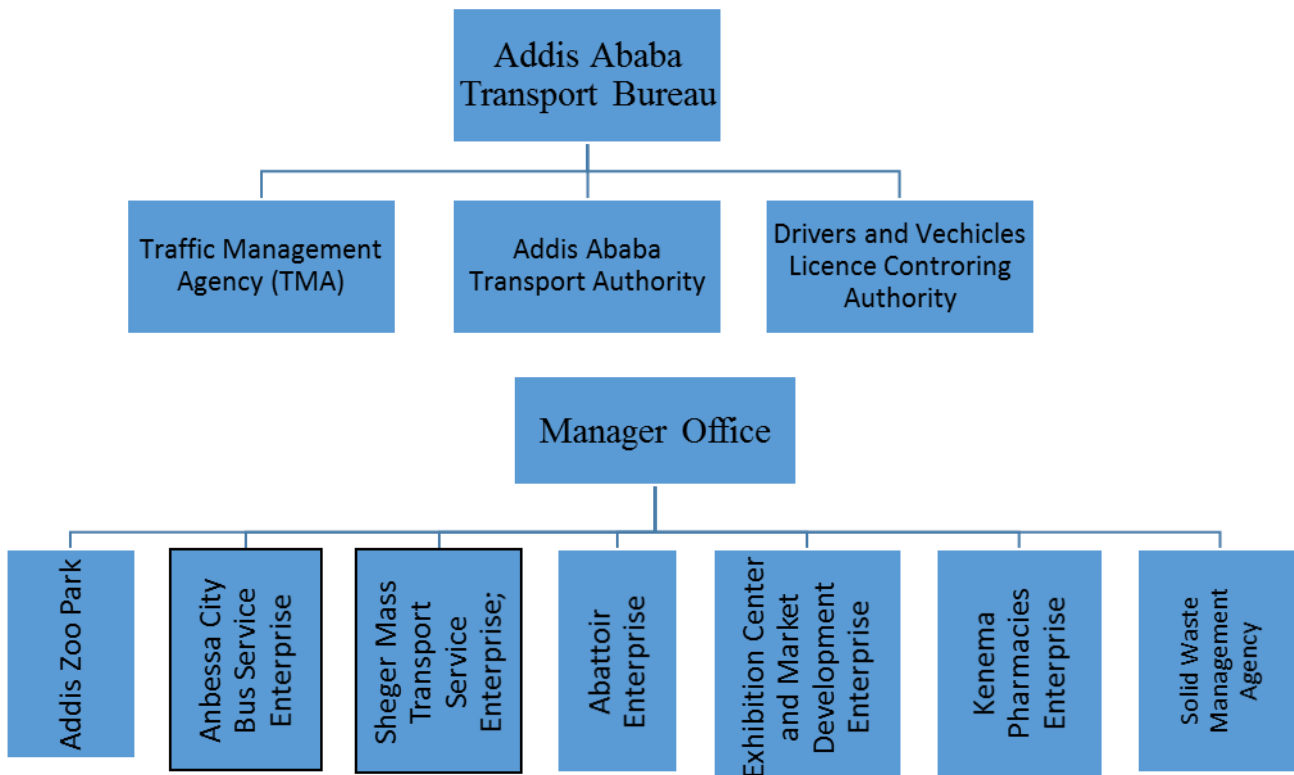 Addis Ababa
Transport Bureau
Traffic Management
Agency (TMA)
Addis Ababa
Transport Authority
Drivers and Vechicles
Licence Controring
Authority
Manager Office
Addis Zoo Park
Anbessa City
Bus Service
Enterprise
Sheger Mass
Transport
Service
Enterprise;
Abattoir
Enterprise
Exhibition Center
and Market
Development
Enterprise
Kenema
Pharmacies
Enterprise
Solid Waste
Management
Agency